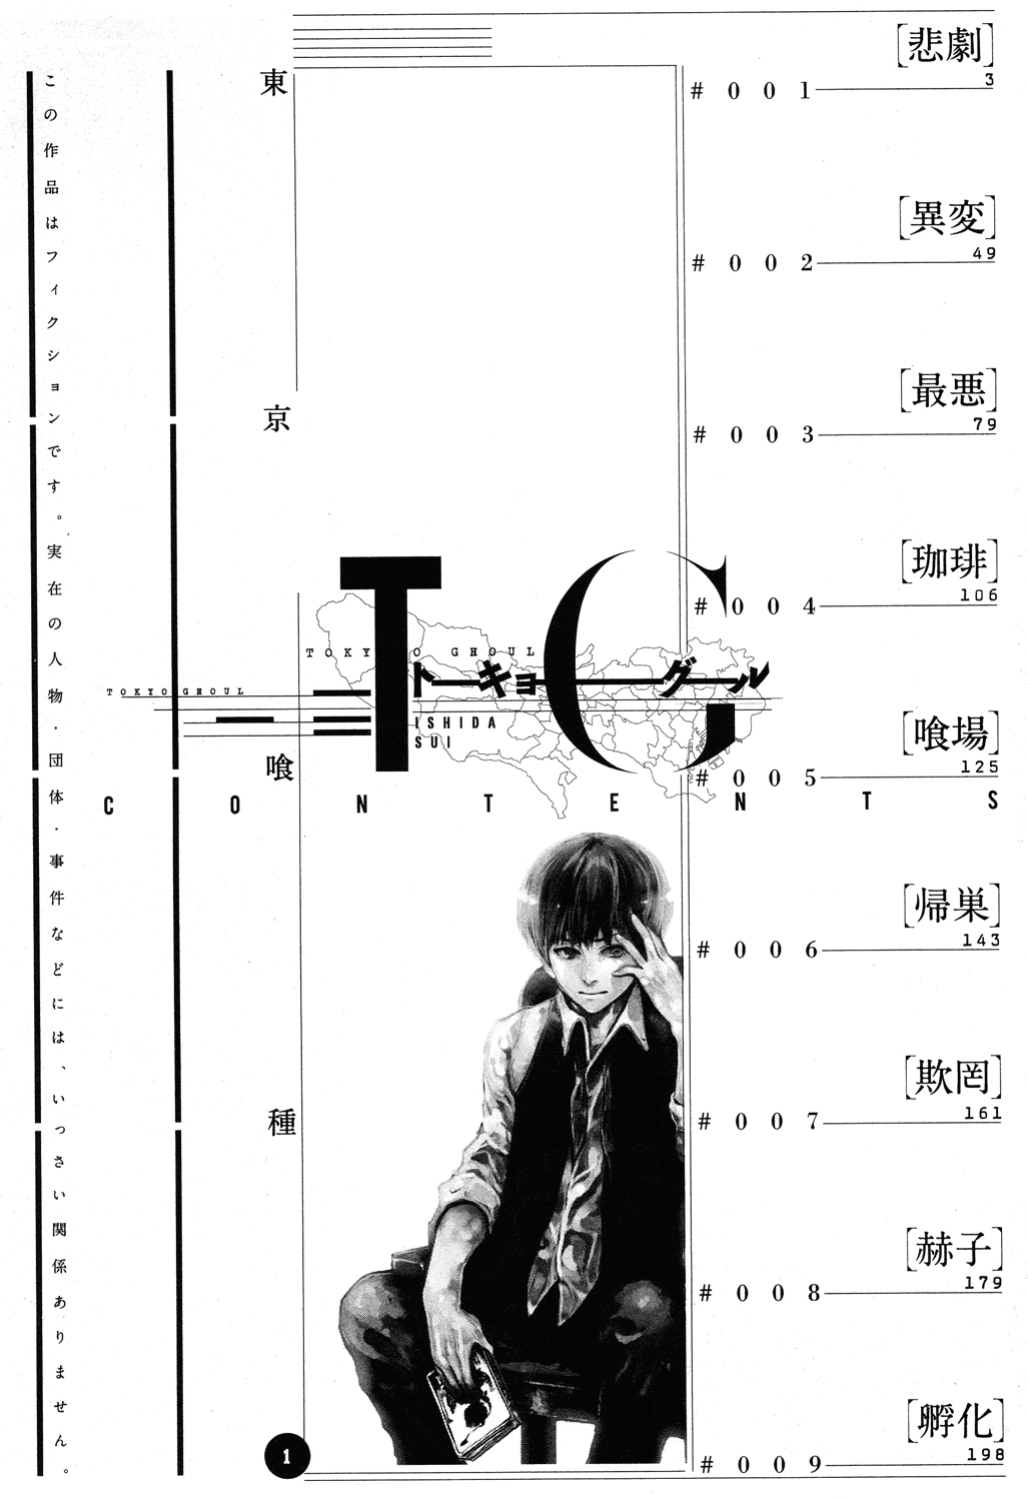 [悲劇]
3
#001
[異変]
49
#002
[最悪]
79
#003
[珈琲]
106
#004
[喰場]
125
#005
[帰巣]
143
#006
[欺罔]
161
#007
[赫子]
179
#008
[孵化]
198
#009
東京喰種
TG
TOKYO GHOUL
トーキョーグール
TOKYO GHOUL
ISHIDA
SUI
CONTENTS
1
この作品はフィクションです。実在の人物・団体・事件などには、いっさい関係ありません。